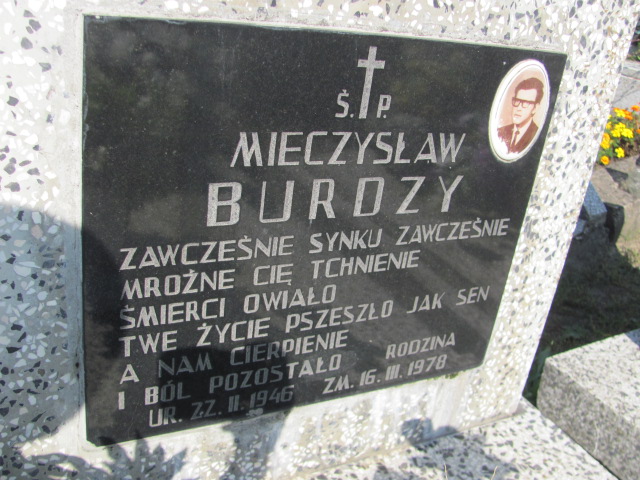 Ś. P.
MIECZYSŁAW
BURDZY
ZAWCZEŚNIE SYNKU ZAWCZEŚNIE
MROŹNE CIĘ TCHNIENIE
ŚMIERCI OWIAŁO
TWE ŻYCIE PSZESZŁO JAK SEN
A NAM CIERPIENIE
I BÓL POZOSTAŁO RODZINA
UR. 22. II. 1946 ZM. 16. III. 1978